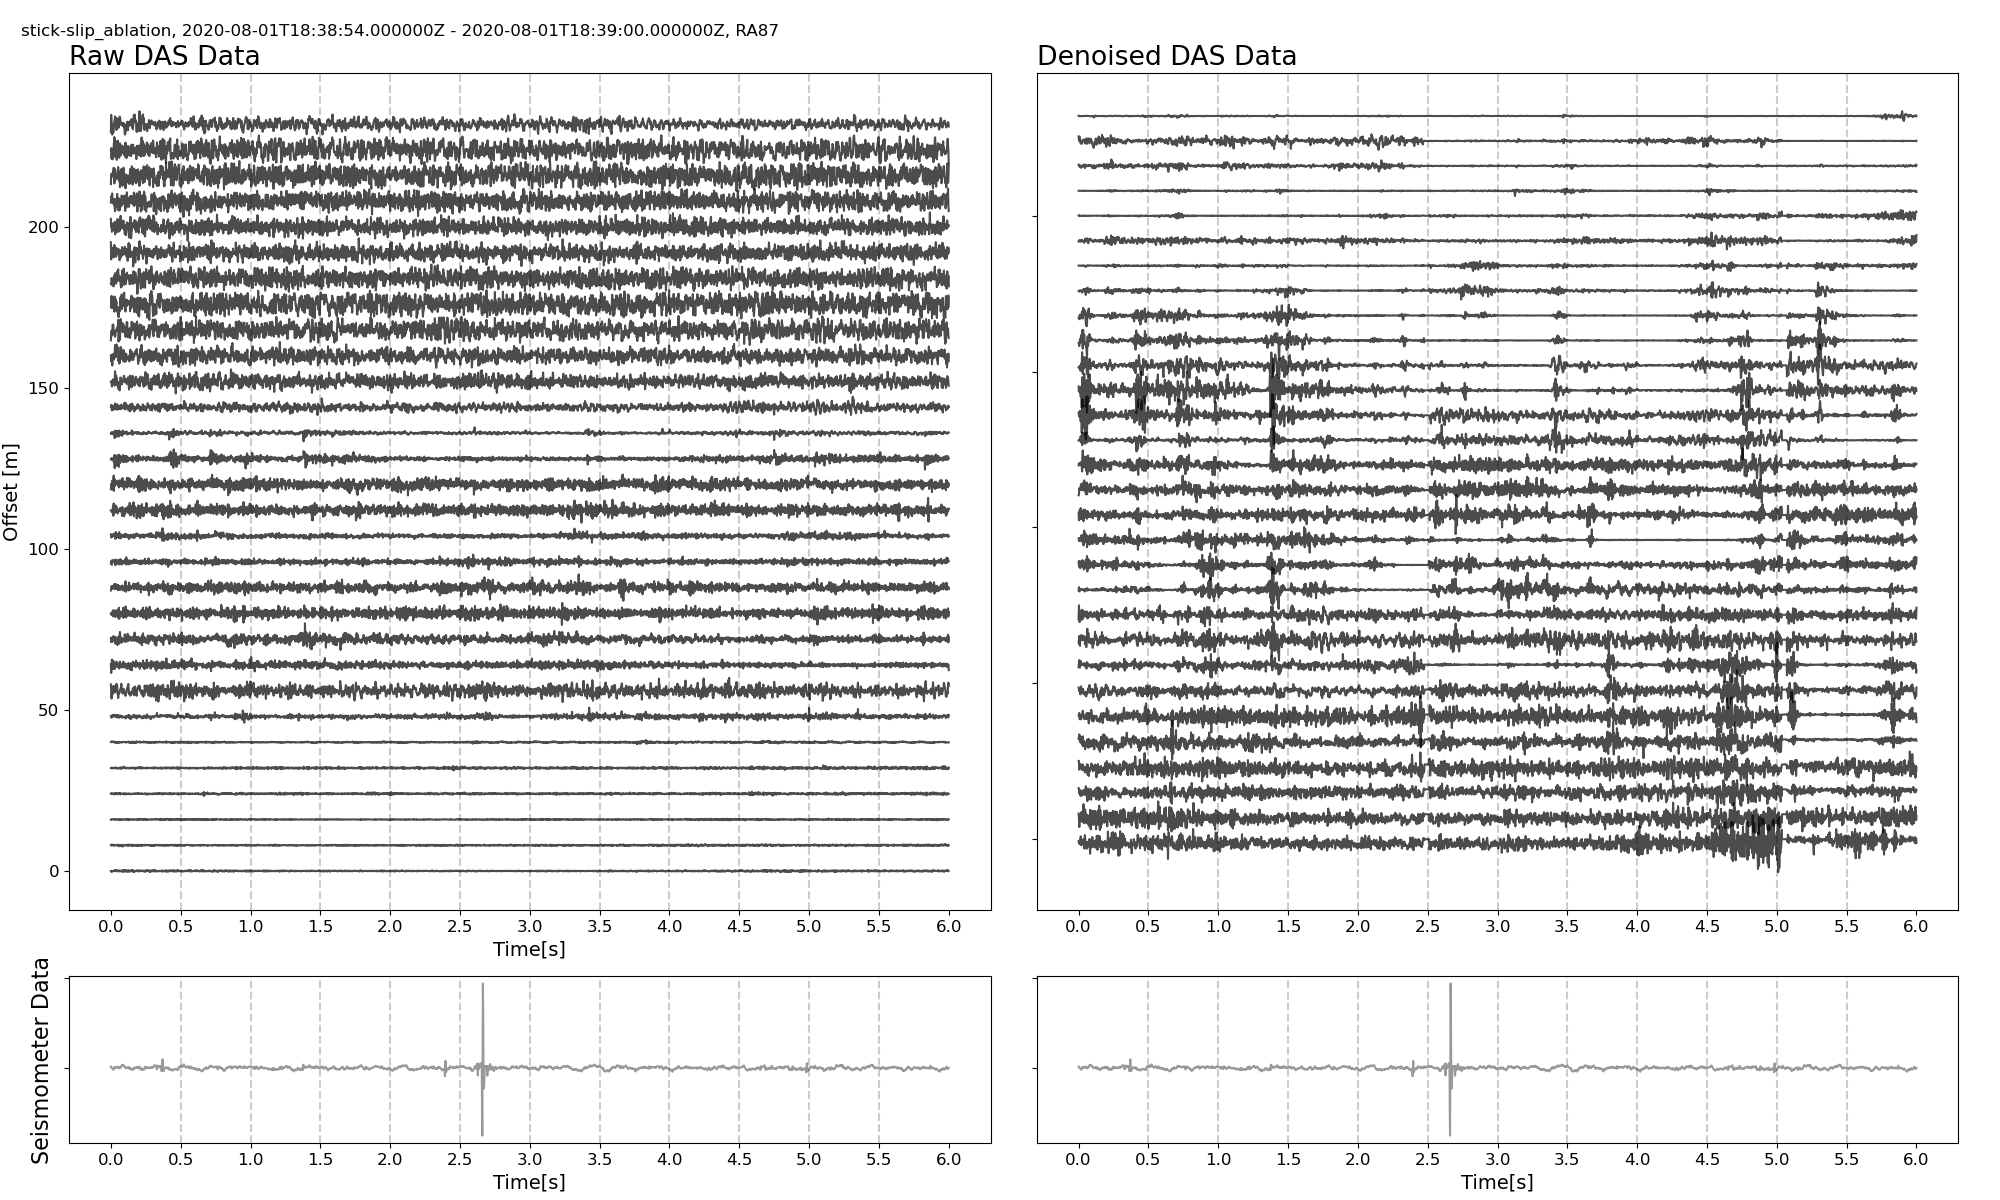 stick-slip_ablation, 2020-08-01T18:38:54.000000Z - 2020-08-01T18:39:00.000000Z, RA87
Raw DAS Data
Denoised DAS Data
Offset [m]
200
150
100
50
0
0.0 0.5 1.0 1.5 2.0 2.5 3.0 3.5 4.0 4.5 5.0 5.5 6.0
Time[s]
0.0 0.5 1.0 1.5 2.0 2.5 3.0 3.5 4.0 4.5 5.0 5.5 6.0
Seismometer Data
0.0 0.5 1.0 1.5 2.0 2.5 3.0 3.5 4.0 4.5 5.0 5.5 6.0
Time[s]
0.0 0.5 1.0 1.5 2.0 2.5 3.0 3.5 4.0 4.5 5.0 5.5 6.0
Time[s]